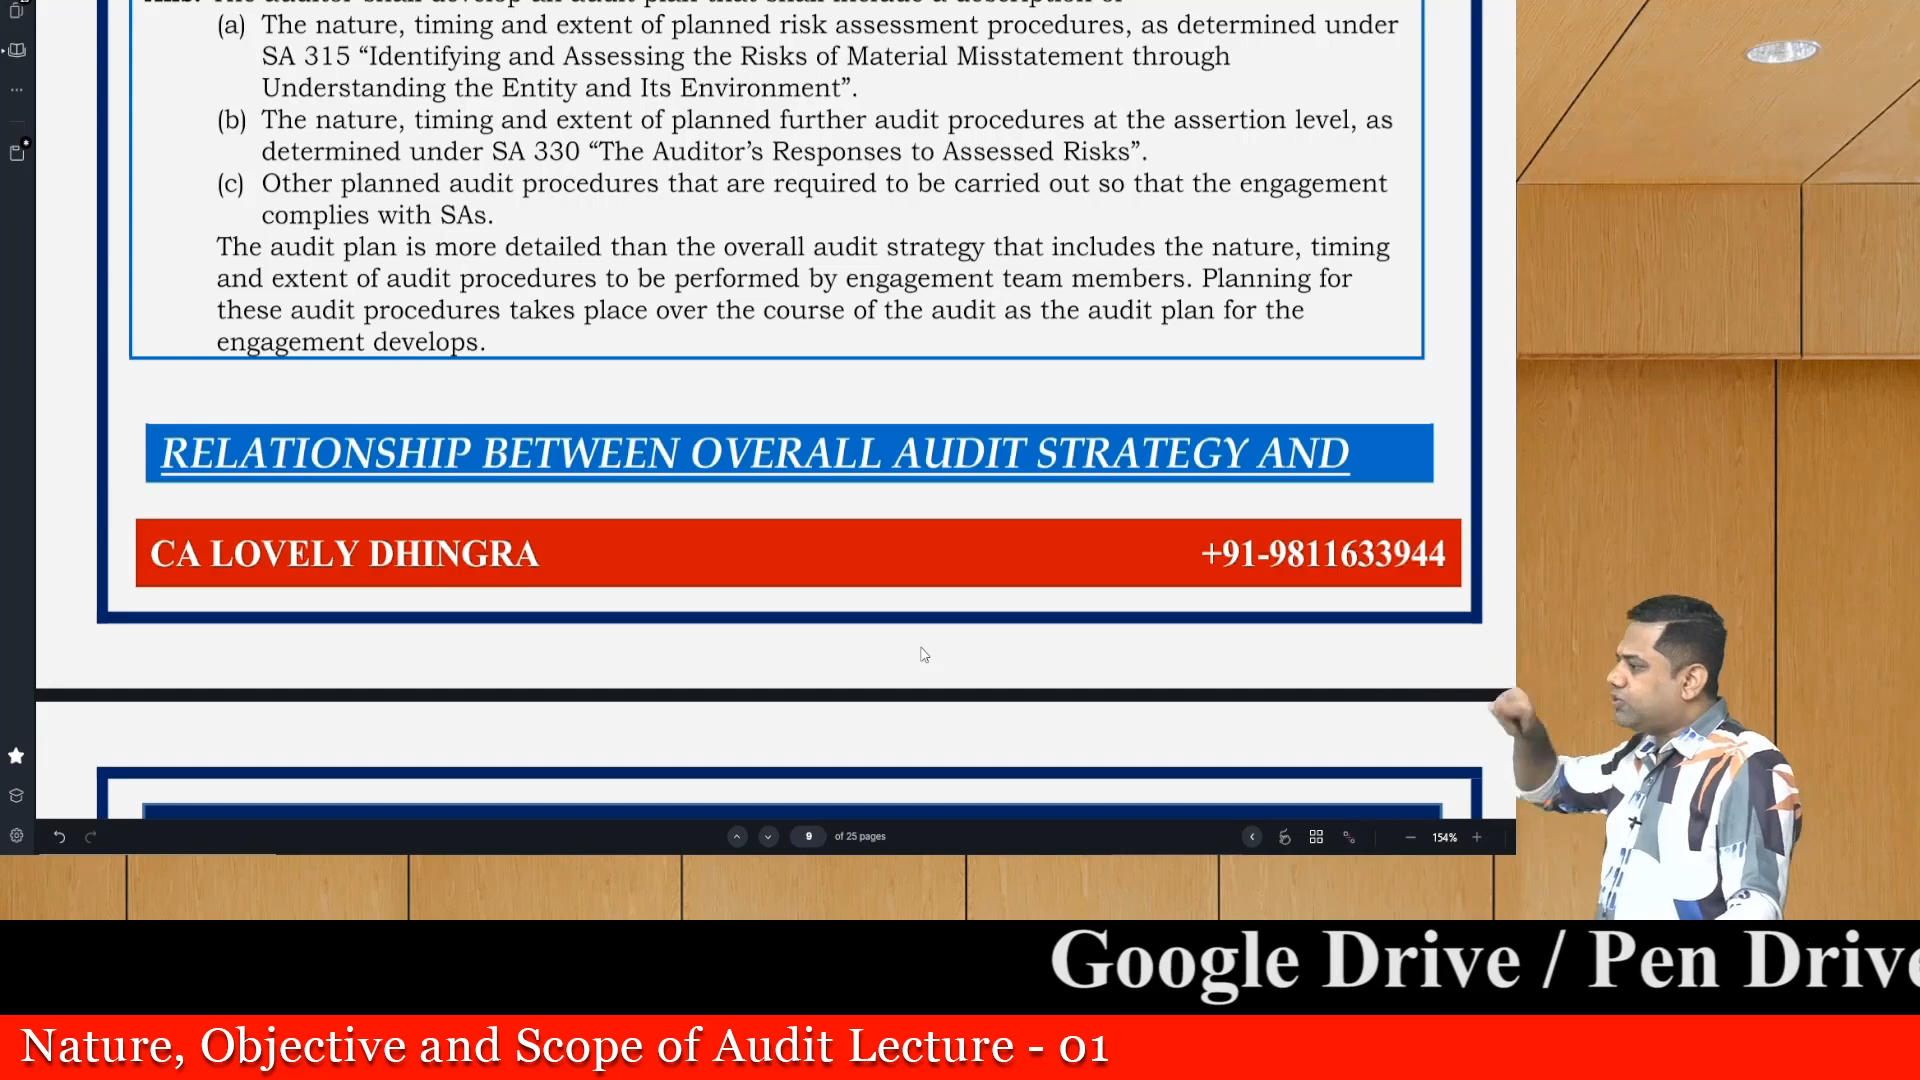 (a) The nature, timing and extent of planned risk assessment procedures, as determined under
SA 315 “Identifying and Assessing the Risks of Material Misstatement through
Understanding the Entity and Its Environment”.
(b) The nature, timing and extent of planned further audit procedures at the assertion level, as
determined under SA 330 “The Auditor’s Responses to Assessed Risks”.
(c) Other planned audit procedures that are required to be carried out so that the engagement
complies with SAs.
The audit plan is more detailed than the overall audit strategy that includes the nature, timing
and extent of audit procedures to be performed by engagement team members. Planning for
these audit procedures takes place over the course of the audit as the audit plan for the
engagement develops.
RELATIONSHIP BETWEEN OVERALL AUDIT STRATEGY AND
CA LOVELY DHINGRA +91-9811633944
9 of 25 pages 154%
Google Drive / Pen Drive
Nature, Objective and Scope of Audit Lecture - 01